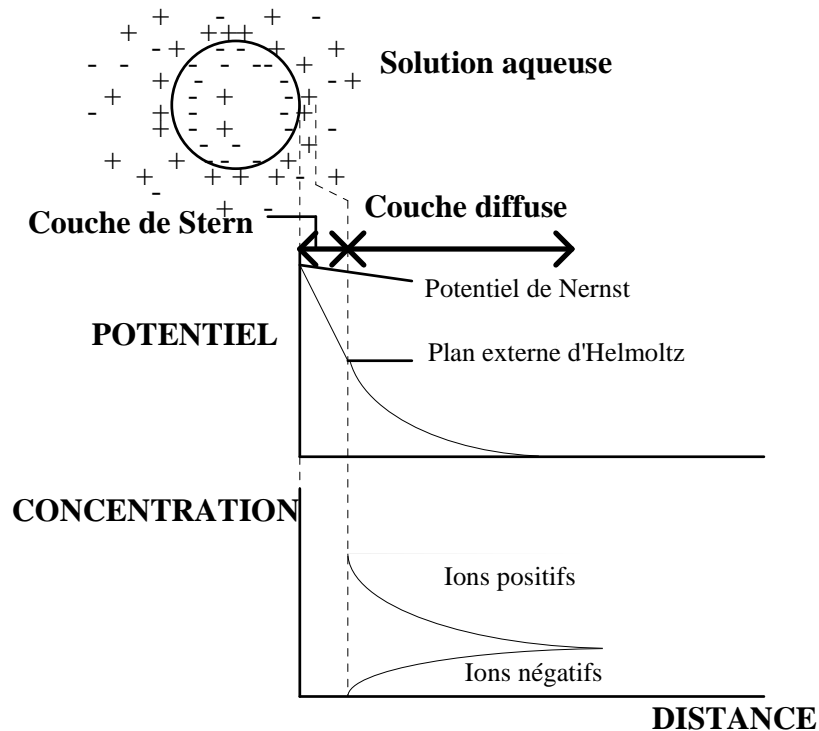 Solution aqueuse
Couche de Stern
Couche diffuse
Potentiel de Nernst
POTENTIEL
Plan externe d'Helmoltz
CONCENTRATION
Ions positifs
Ions négatifs
DISTANCE